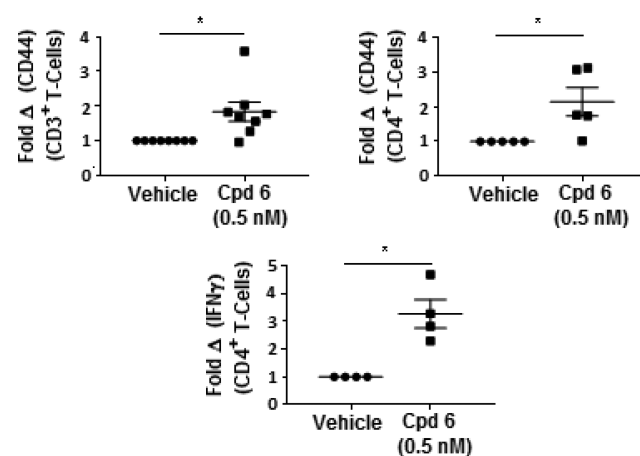 *
Fold Δ (CD44)
(CD3+ T-Cells)
4
3
2
1
0
Vehicle
Cpd 6
(0.5 nM)
*
Fold Δ (CD44)
(CD4+ T-Cells)
4
3
2
1
0
Vehicle
Cpd 6
(0.5 nM)
*
Fold Δ (IFNγ)
(CD4+ T-Cells)
5
4
3
2
1
0
Vehicle
Cpd 6
(0.5 nM)